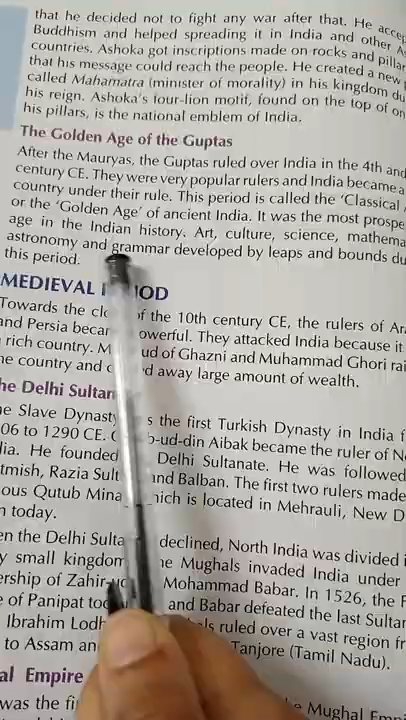 that he decided not to fight any war after that. He
Buddhism and helped spreading it in India and other
countries. Ashoka got inscriptions made on rocks and pillar
that his message could reach the people. He created a new
called Mahamatra (minister of morality) in his kingdom du
his reign. Ashoka's four-lion motif, found on the top of on
his pillars, is the national emblem of India.
The Golden Age of the Guptas
After the Mauryas, the Guptas ruled over India in the 4th and
century CE. They were very popular rulers and India became a
country under their rule. This period is called the 'Classical
or the 'Golden Age' of ancient India. It was the most prospe
age in the Indian history. Art, culture, science, mathema
astronomy and grammar developed by leaps and bounds du
this period.
MEDIEVAL P OD
Towards the clo of the 10th century CE, the rulers of Ar
and Persia becar owerful. They attacked India because it
rich country. M ud of Ghazni and Muhammad Ghori rai
he country and c d away large amount of wealth.
he Delhi Sultan
he Slave Dynasty s the first Turkish Dynasty in India f
06 to 1290 CE. b-ud-din Aibak became the ruler of No
dia. He founded Delhi Sultanate. He was followed
tmish, Razia Sult and Balban. The first two rulers made
ous Qutub Mina hich is located in Mehrauli, New D
n today.
en the Delhi Sulta declined, North India was divided i
y small kingdom he Mughals invaded India under
ership of Zahir-ud Mohammad Babar. In 1526, the F
e of Panipat too and Babar defeated the last Sultan
Ibrahim Lodh als ruled over a vast region fr
to Assam an Tanjore (Tamil Nadu).
al Empire
was the fi e Mughal Emp